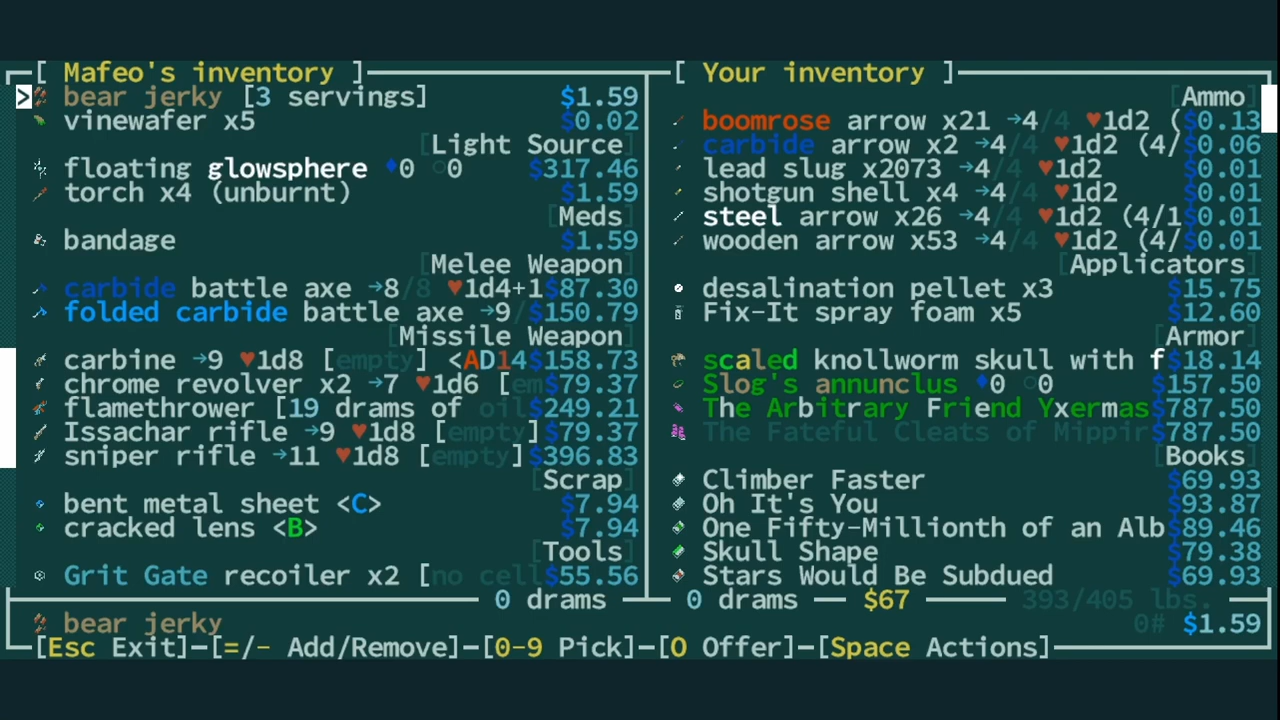 [ Mafeo's inventory ]
> bear jerky [3 servings] $1.59
vinewafer x5 $0.02
[Light Source]
floating glowsphere ♦0 ○0 $317.46
torch x4 (unburnt) $1.59
[Meds]
bandage $1.59
[Melee Weapon]
carbide battle axe →8/8 ♥1d4+1 $87.30
folded carbide battle axe →9/ $150.79
[Missile Weapon]
carbine →9 ♥1d8 [empty] <AD14 $158.73
chrome revolver x2 →7 ♥1d6 [em $79.37
flamethrower [19 drams of oil $249.21
Issachar rifle →9 ♥1d8 [empty] $79.37
sniper rifle →11 ♥1d8 [empty] $396.83
[Scrap]
bent metal sheet <C> $7.94
cracked lens <B> $7.94
[Tools]
Grit Gate recoiler x2 [no cell $55.56
0 drams
[ Your inventory ]
[Ammo]
boomrose arrow x21 →4/4 ♥1d2 ( $0.13
carbide arrow x2 →4/4 ♥1d2 (4/ $0.06
lead slug x2073 →4/4 ♥1d2 $0.01
shotgun shell x4 →4/4 ♥1d2 $0.01
steel arrow x26 →4/4 ♥1d2 (4/1 $0.01
wooden arrow x53 →4/4 ♥1d2 (4/ $0.01
[Applicators]
desalination pellet x3 $15.75
Fix-It spray foam x5 $12.60
[Armor]
scaled knollworm skull with f $18.14
Slog's annunclus ♦0 ○0 $157.50
The Arbitrary Friend Yxermas $787.50
The Fateful Cleats of Mippir $787.50
[Books]
Climber Faster $69.93
Oh It's You $93.87
One Fifty-Millionth of an Alb $89.46
Skull Shape $79.38
Stars Would Be Subdued $69.93
0 drams $67 393/405 lbs.
bear jerky 0# $1.59
[Esc Exit]-[=/- Add/Remove]-[0-9 Pick]-[O Offer]-[Space Actions]